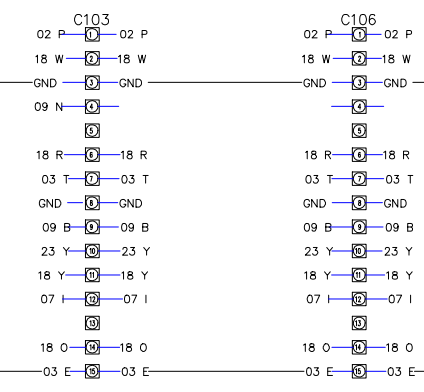 C103 C106
02 P 1 02 P 02 P 1 02 P
18 W 2 18 W 18 W 2 18 W
GND 3 GND GND 3 GND
09 N 4 4
5 5
18 R 6 18 R 18 R 6 18 R
03 T 7 03 T 03 T 7 03 T
GND 8 GND GND 8 GND
09 B 9 09 B 09 B 9 09 B
23 Y 10 23 Y 23 Y 10 23 Y
18 Y 11 18 Y 18 Y 11 18 Y
07 I 12 07 I 07 I 12 07 I
13 13
18 O 14 18 O 18 O 14 18 O
03 E 15 03 E 03 E 15 03 E